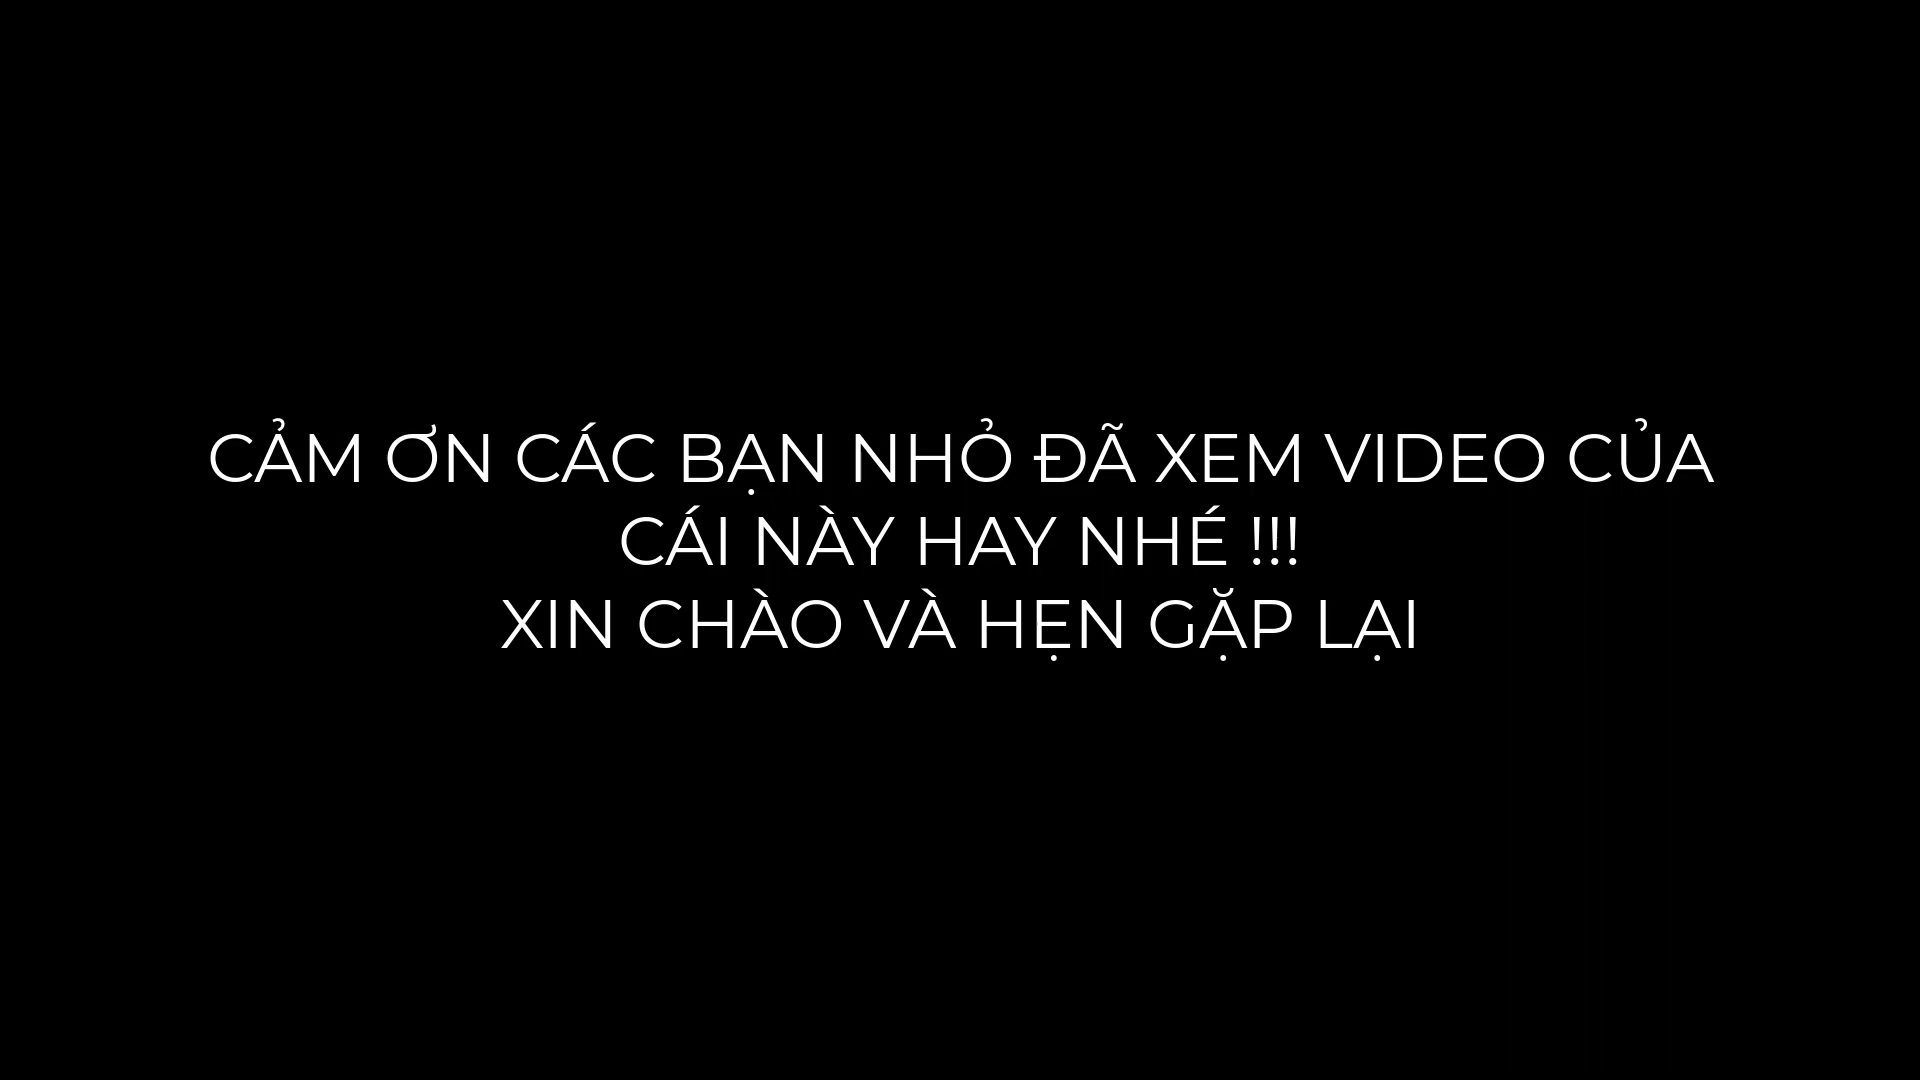 CẢM ƠN CÁC BẠN NHỎ ĐÃ XEM VIDEO CỦA
CÁI NÀY HAY NHÉ !!!
XIN CHÀO VÀ HẸN GẶP LẠI